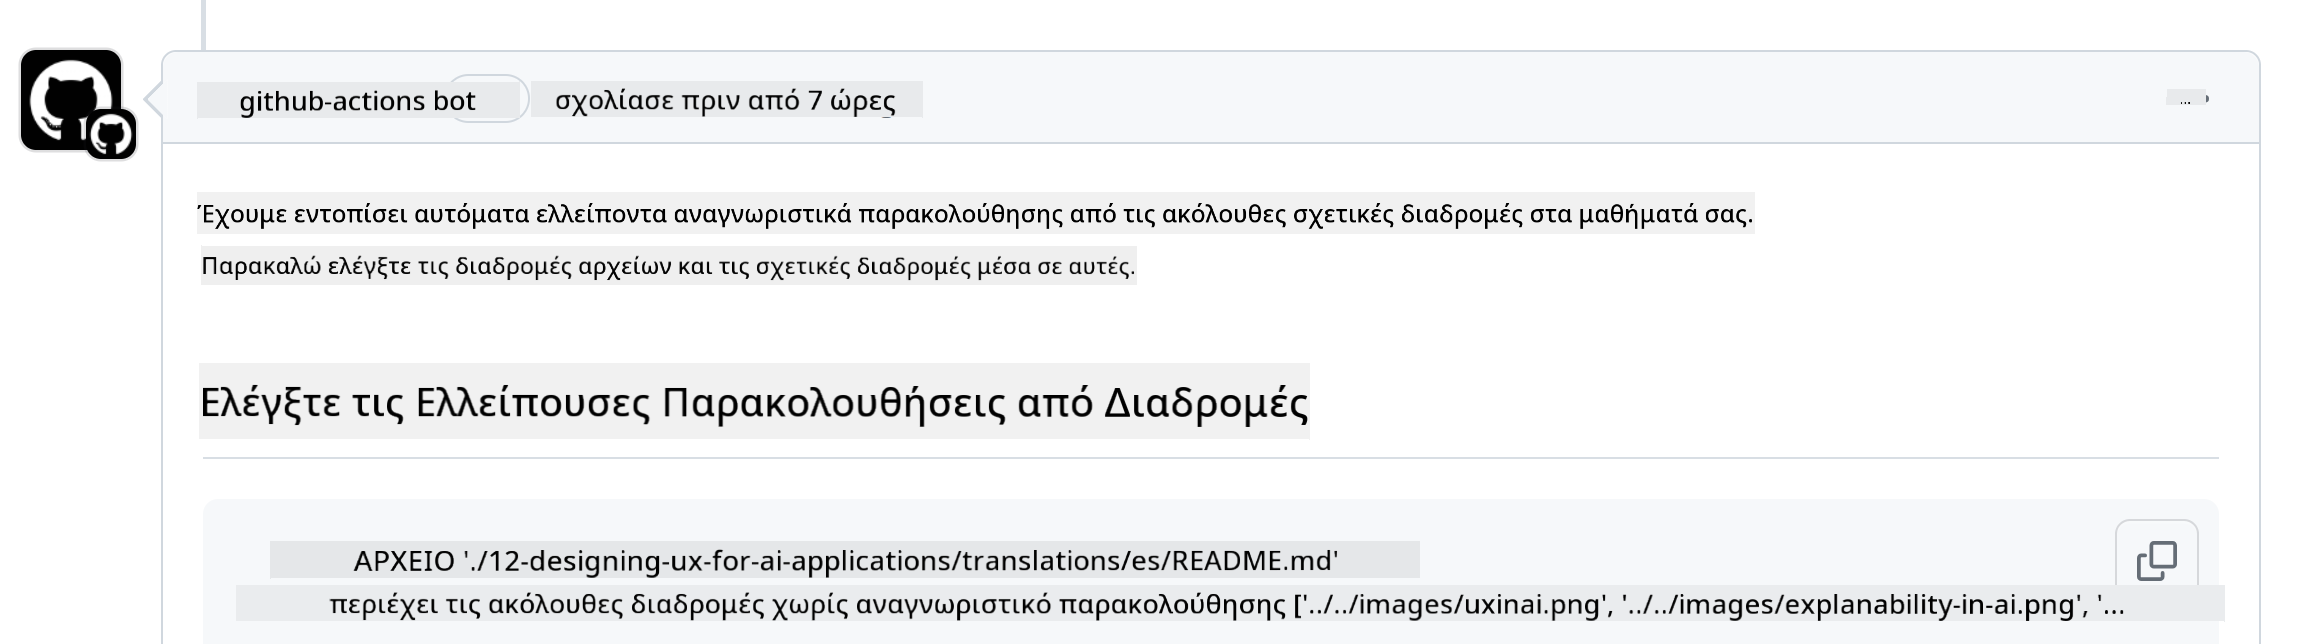 github-actions bot σχολίασε πριν από 7 ώρες ...
Έχουμε εντοπίσει αυτόματα ελλείποντα αναγνωριστικά παρακολούθησης από τις ακόλουθες σχετικές διαδρομές στα μαθήματά σας.
Παρακαλώ ελέγξτε τις διαδρομές αρχείων και τις σχετικές διαδρομές μέσα σε αυτές.
Ελέγξτε τις Ελλείπουσες Παρακολουθήσεις από Διαδρομές
ΑΡΧΕΙΟ './12-designing-ux-for-ai-applications/translations/es/README.md'
περιέχει τις ακόλουθες διαδρομές χωρίς αναγνωριστικό παρακολούθησης ['../../images/uxinai.png', '../../images/explanability-in-ai.png', '...